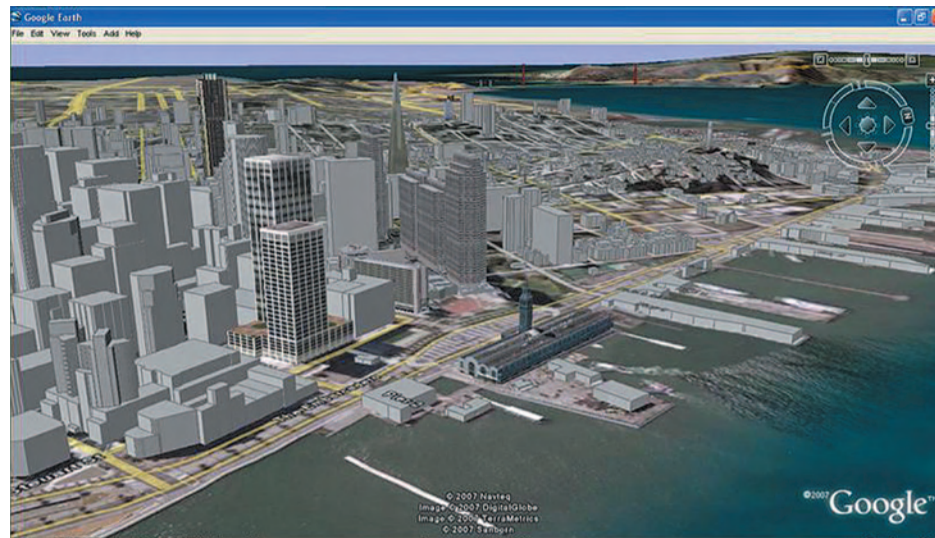 Google Earth
File Edit View Tools Add Help
N
© 2007 Navteq
Image © 2007 DigitalGlobe
Image © 2007 TerraMetrics
© 2007 Sanborn
©2007 Google™